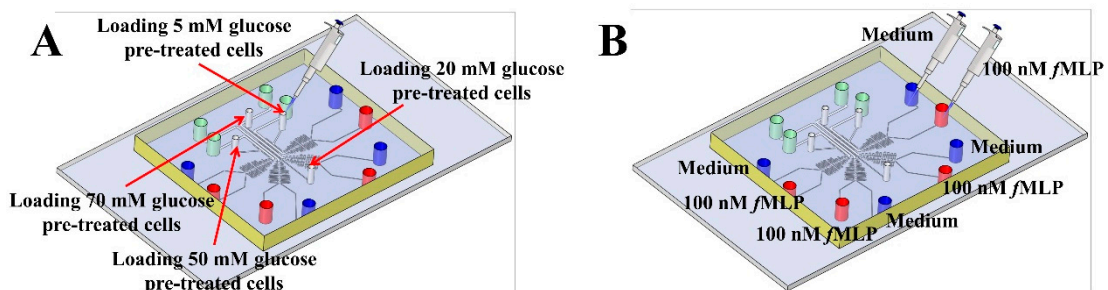 A
Loading 5 mM glucose
pre-treated cells
Loading 20 mM glucose
pre-treated cells
Loading 70 mM glucose
pre-treated cells
Loading 50 mM glucose
pre-treated cells
B
Medium
100 nM fMLP
Medium
Medium
100 nM fMLP
100 nM fMLP
Medium
100 nM fMLP